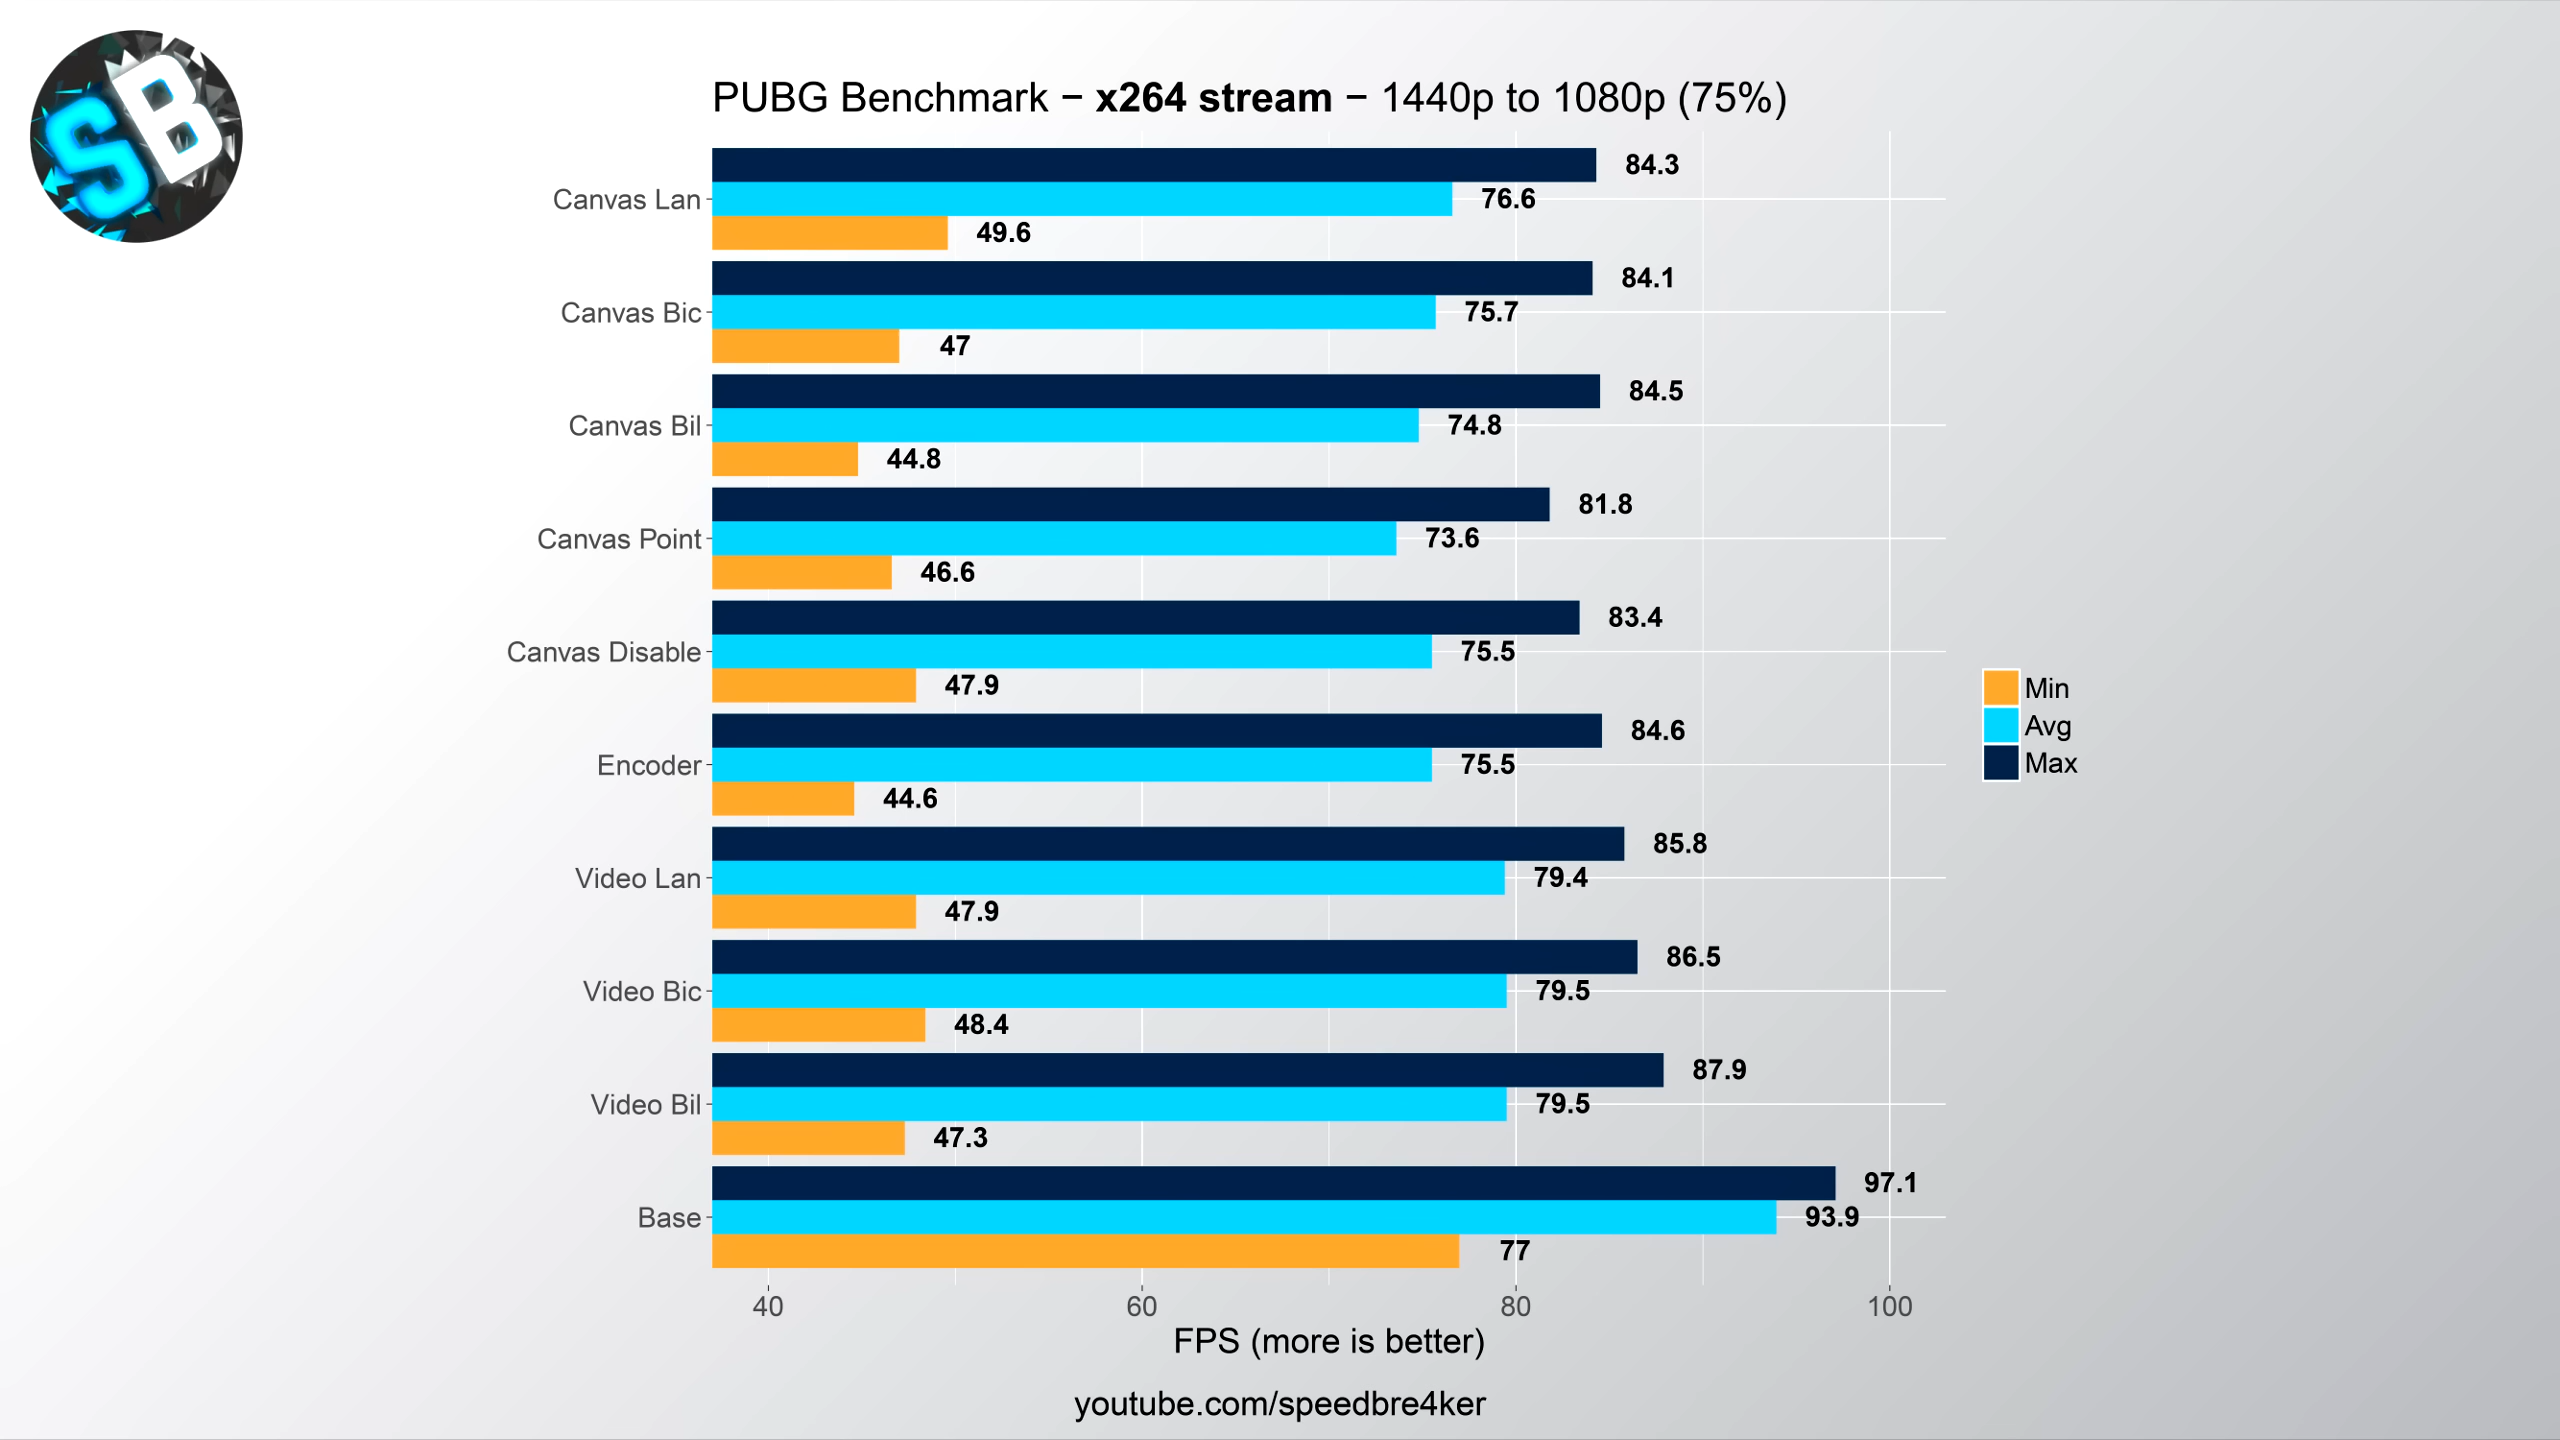 SB
PUBG Benchmark − x264 stream − 1440p to 1080p (75%)
84.3
Canvas Lan
76.6
49.6
84.1
Canvas Bic
75.7
47
84.5
Canvas Bil
74.8
44.8
81.8
Canvas Point
73.6
46.6
83.4
Canvas Disable
75.5
47.9
Min
Avg
Max
84.6
Encoder
75.5
44.6
85.8
Video Lan
79.4
47.9
86.5
Video Bic
79.5
48.4
87.9
Video Bil
79.5
47.3
97.1
Base
93.9
77
40 60 80 100
FPS (more is better)
youtube.com/speedbre4ker